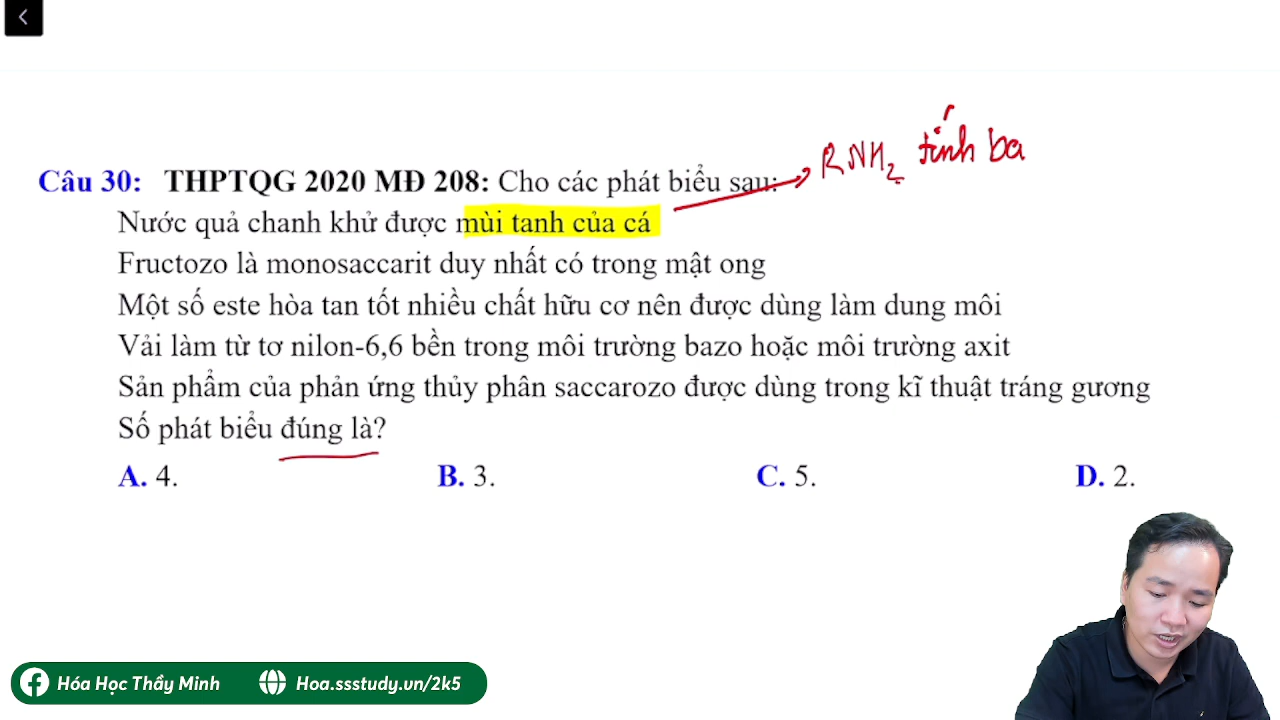 RNH₂ tính ba
Câu 30: THPTQG 2020 MĐ 208: Cho các phát biểu sau:
Nước quả chanh khử được mùi tanh của cá
Fructozo là monosaccarit duy nhất có trong mật ong
Một số este hòa tan tốt nhiều chất hữu cơ nên được dùng làm dung môi
Vải làm từ tơ nilon-6,6 bền trong môi trường bazo hoặc môi trường axit
Sản phẩm của phản ứng thủy phân saccarozo được dùng trong kĩ thuật tráng gương
Số phát biểu đúng là?
A. 4. B. 3. C. 5. D. 2.
Hóa Học Thầy Minh Hoa.ssstudy.vn/2k5